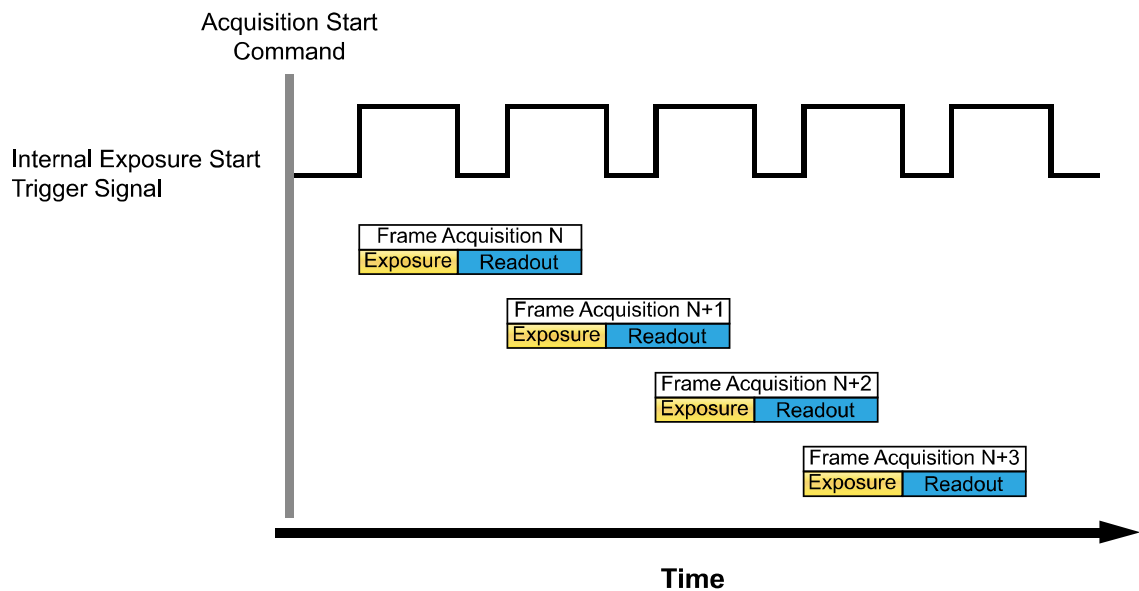 Acquisition Start
Command
Internal Exposure Start
Trigger Signal
Frame Acquisition N
Exposure Readout
Frame Acquisition N+1
Exposure Readout
Frame Acquisition N+2
Exposure Readout
Frame Acquisition N+3
Exposure Readout
Time